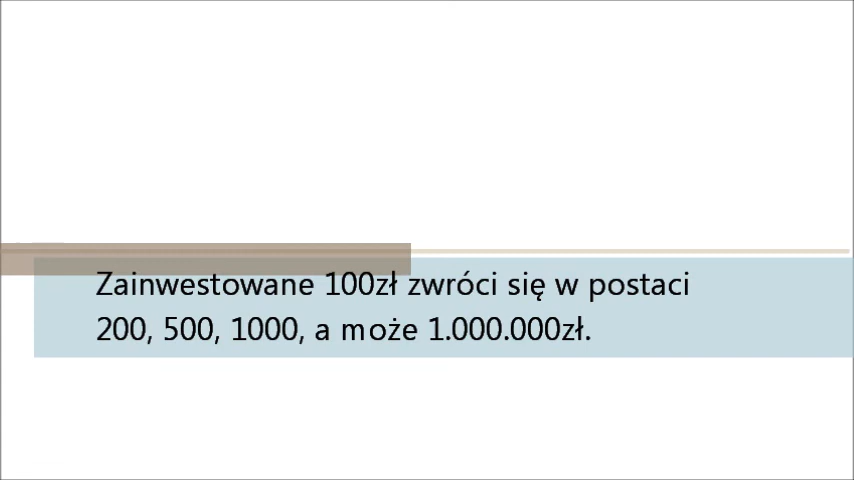 Zainwestowane 100zł zwróci się w postaci
200, 500, 1000, a może 1.000.000zł.